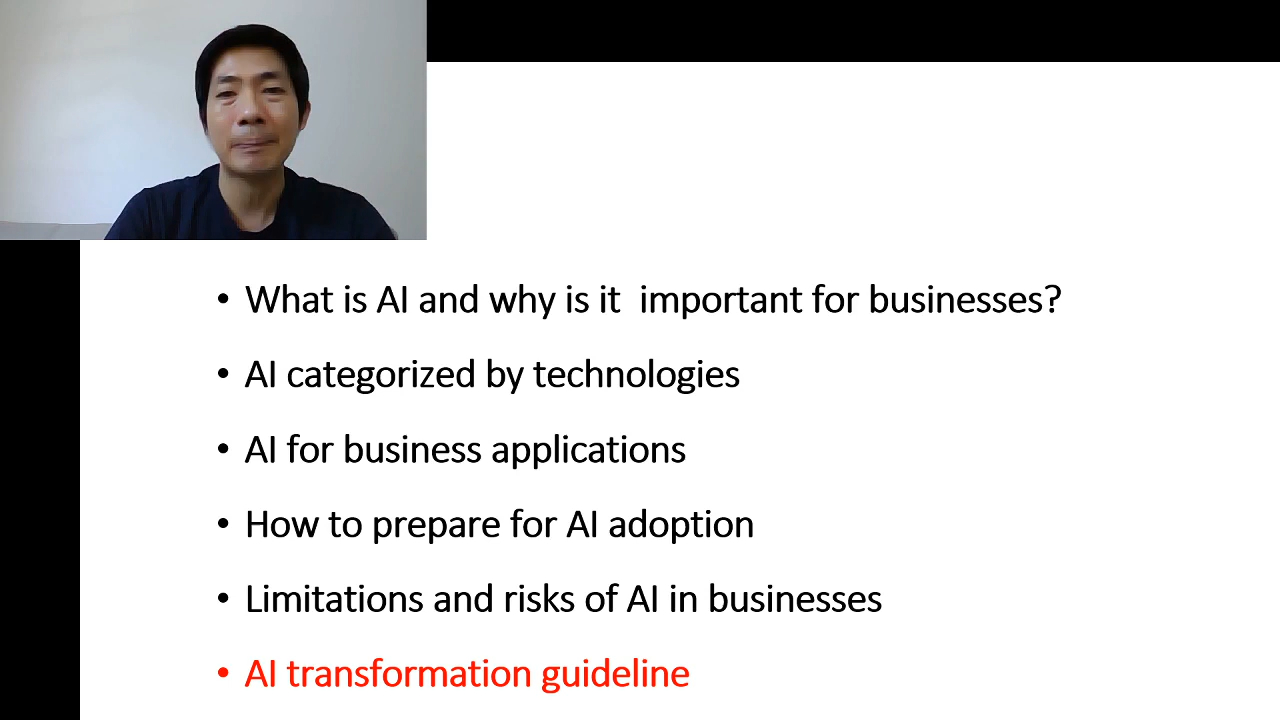 • What is AI and why is it  important for businesses?
• AI categorized by technologies
• AI for business applications
• How to prepare for AI adoption
• Limitations and risks of AI in businesses
• AI transformation guideline